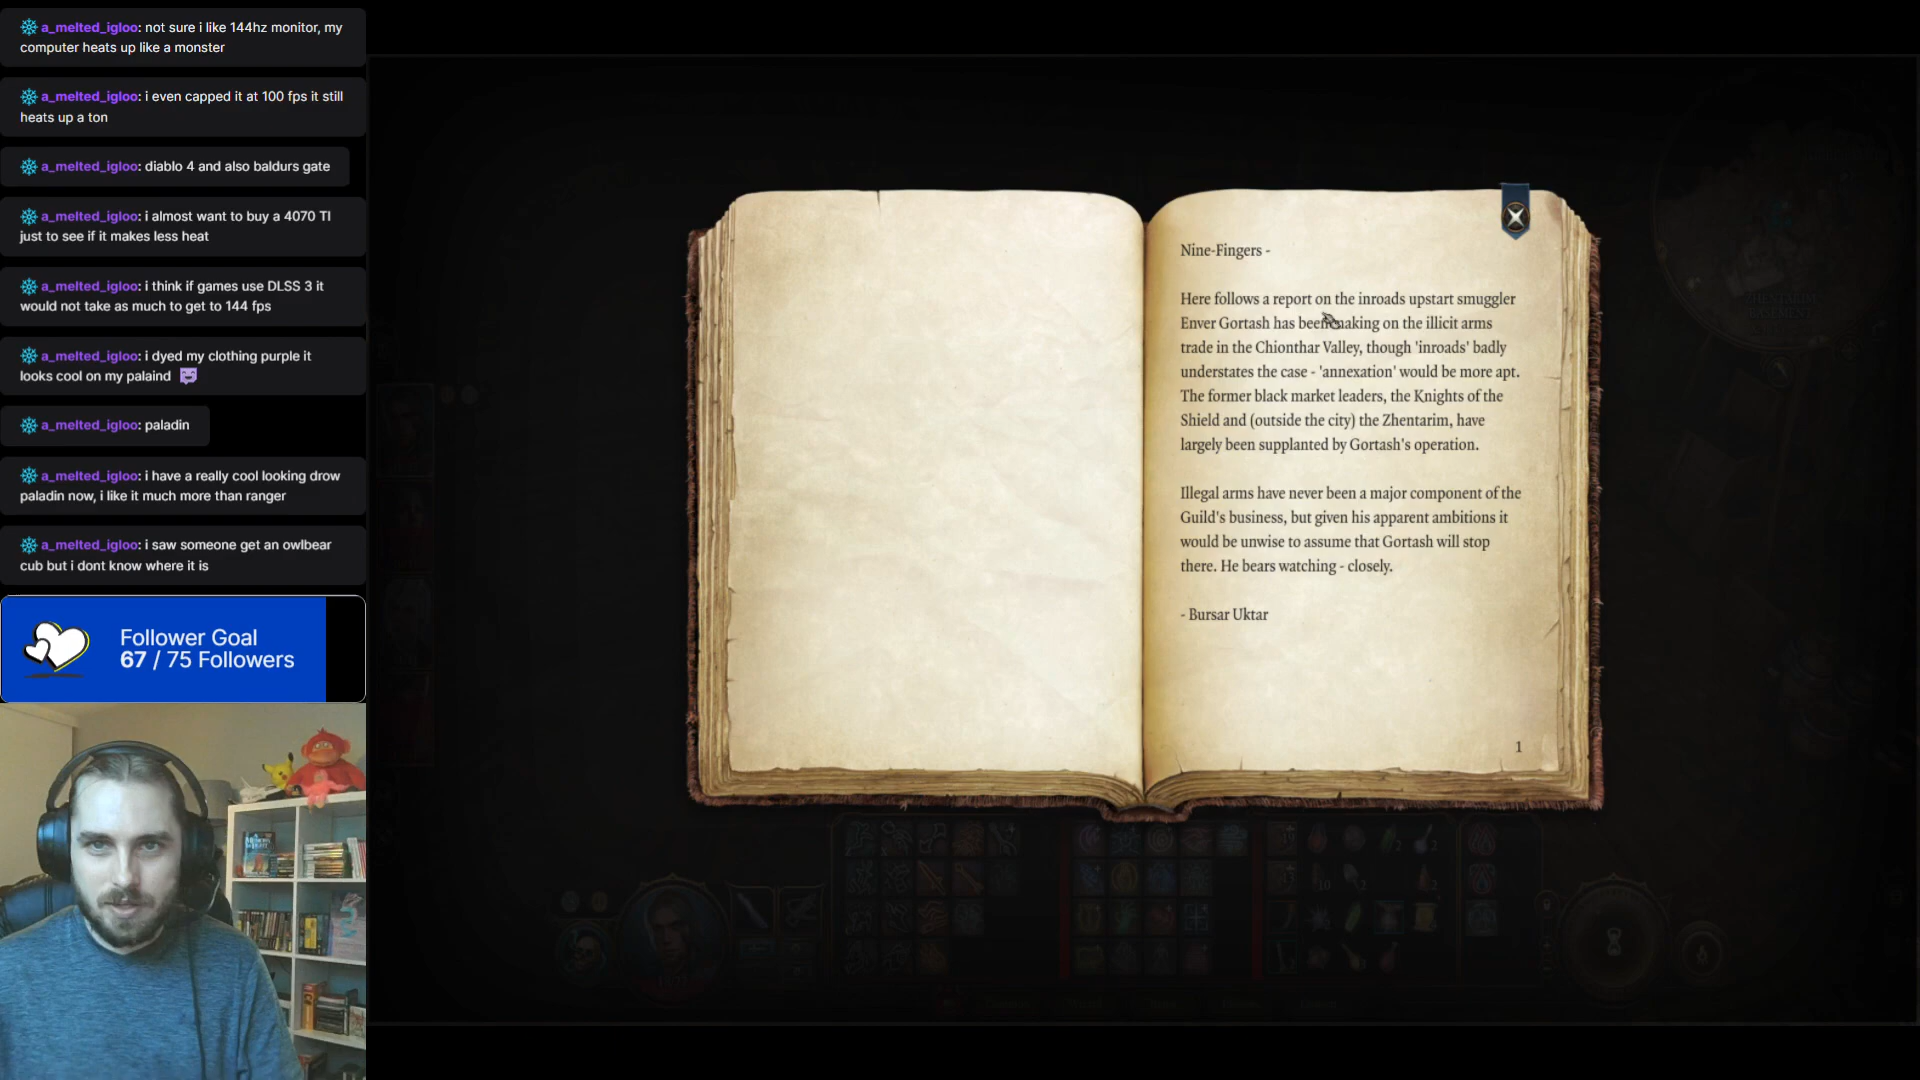 a_melted_igloo: not sure i like 144hz monitor, my
computer heats up like a monster
a_melted_igloo: i even capped it at 100 fps it still
heats up a ton
a_melted_igloo: diablo 4 and also baldurs gate
a_melted_igloo: i almost want to buy a 4070 TI
just to see if it makes less heat
a_melted_igloo: i think if games use DLSS 3 it
would not take as much to get to 144 fps
a_melted_igloo: i dyed my clothing purple it
looks cool on my palaind
a_melted_igloo: paladin
a_melted_igloo: i have a really cool looking drow
paladin now, i like it much more than ranger
a_melted_igloo: i saw someone get an owlbear
cub but i dont know where it is
Follower Goal
67 / 75 Followers
Nine-Fingers -
Here follows a report on the inroads upstart smuggler
Enver Gortash has been making on the illicit arms
trade in the Chionthar Valley, though 'inroads' badly
understates the case - 'annexation' would be more apt.
The former black market leaders, the Knights of the
Shield and (outside the city) the Zhentarim, have
largely been supplanted by Gortash's operation.
Illegal arms have never been a major component of the
Guild's business, but given his apparent ambitions it
would be unwise to assume that Gortash will stop
there. He bears watching - closely.
- Bursar Uktar
1
ZHENTARIM
BASEMENT